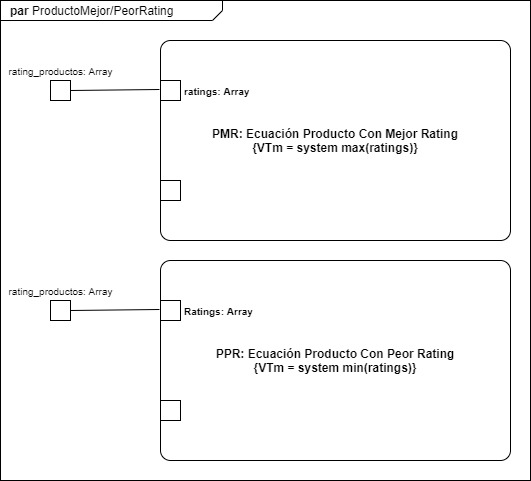 par ProductoMejor/PeorRating
rating_productos: Array
ratings: Array
PMR: Ecuación Producto Con Mejor Rating
{VTm = system max(ratings)}
rating_productos: Array
Ratings: Array
PPR: Ecuación Producto Con Peor Rating
{VTm = system min(ratings)}